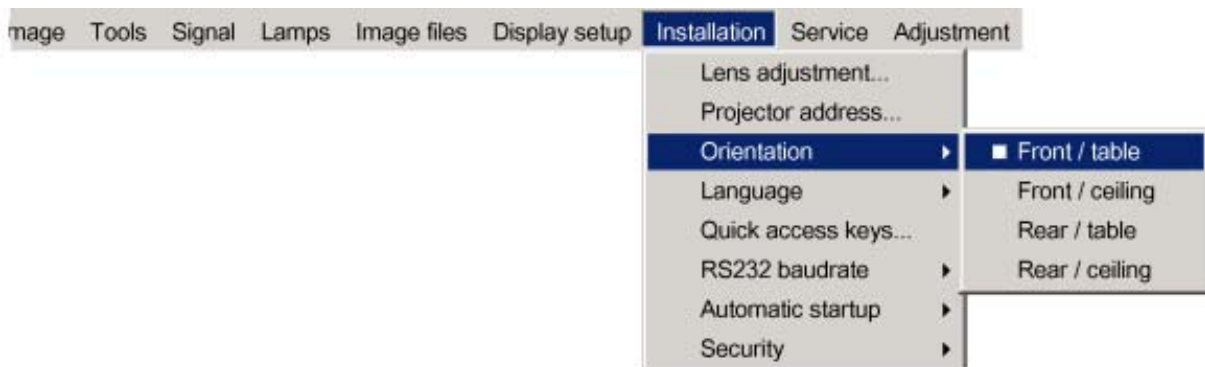 mage Tools Signal Lamps Image files Display setup Installation Service Adjustment
Lens adjustment...
Projector address...
Orientation
Front / table
Language
Front / ceiling
Quick access keys...
Rear / table
RS232 baudrate
Rear / ceiling
Automatic startup
Security